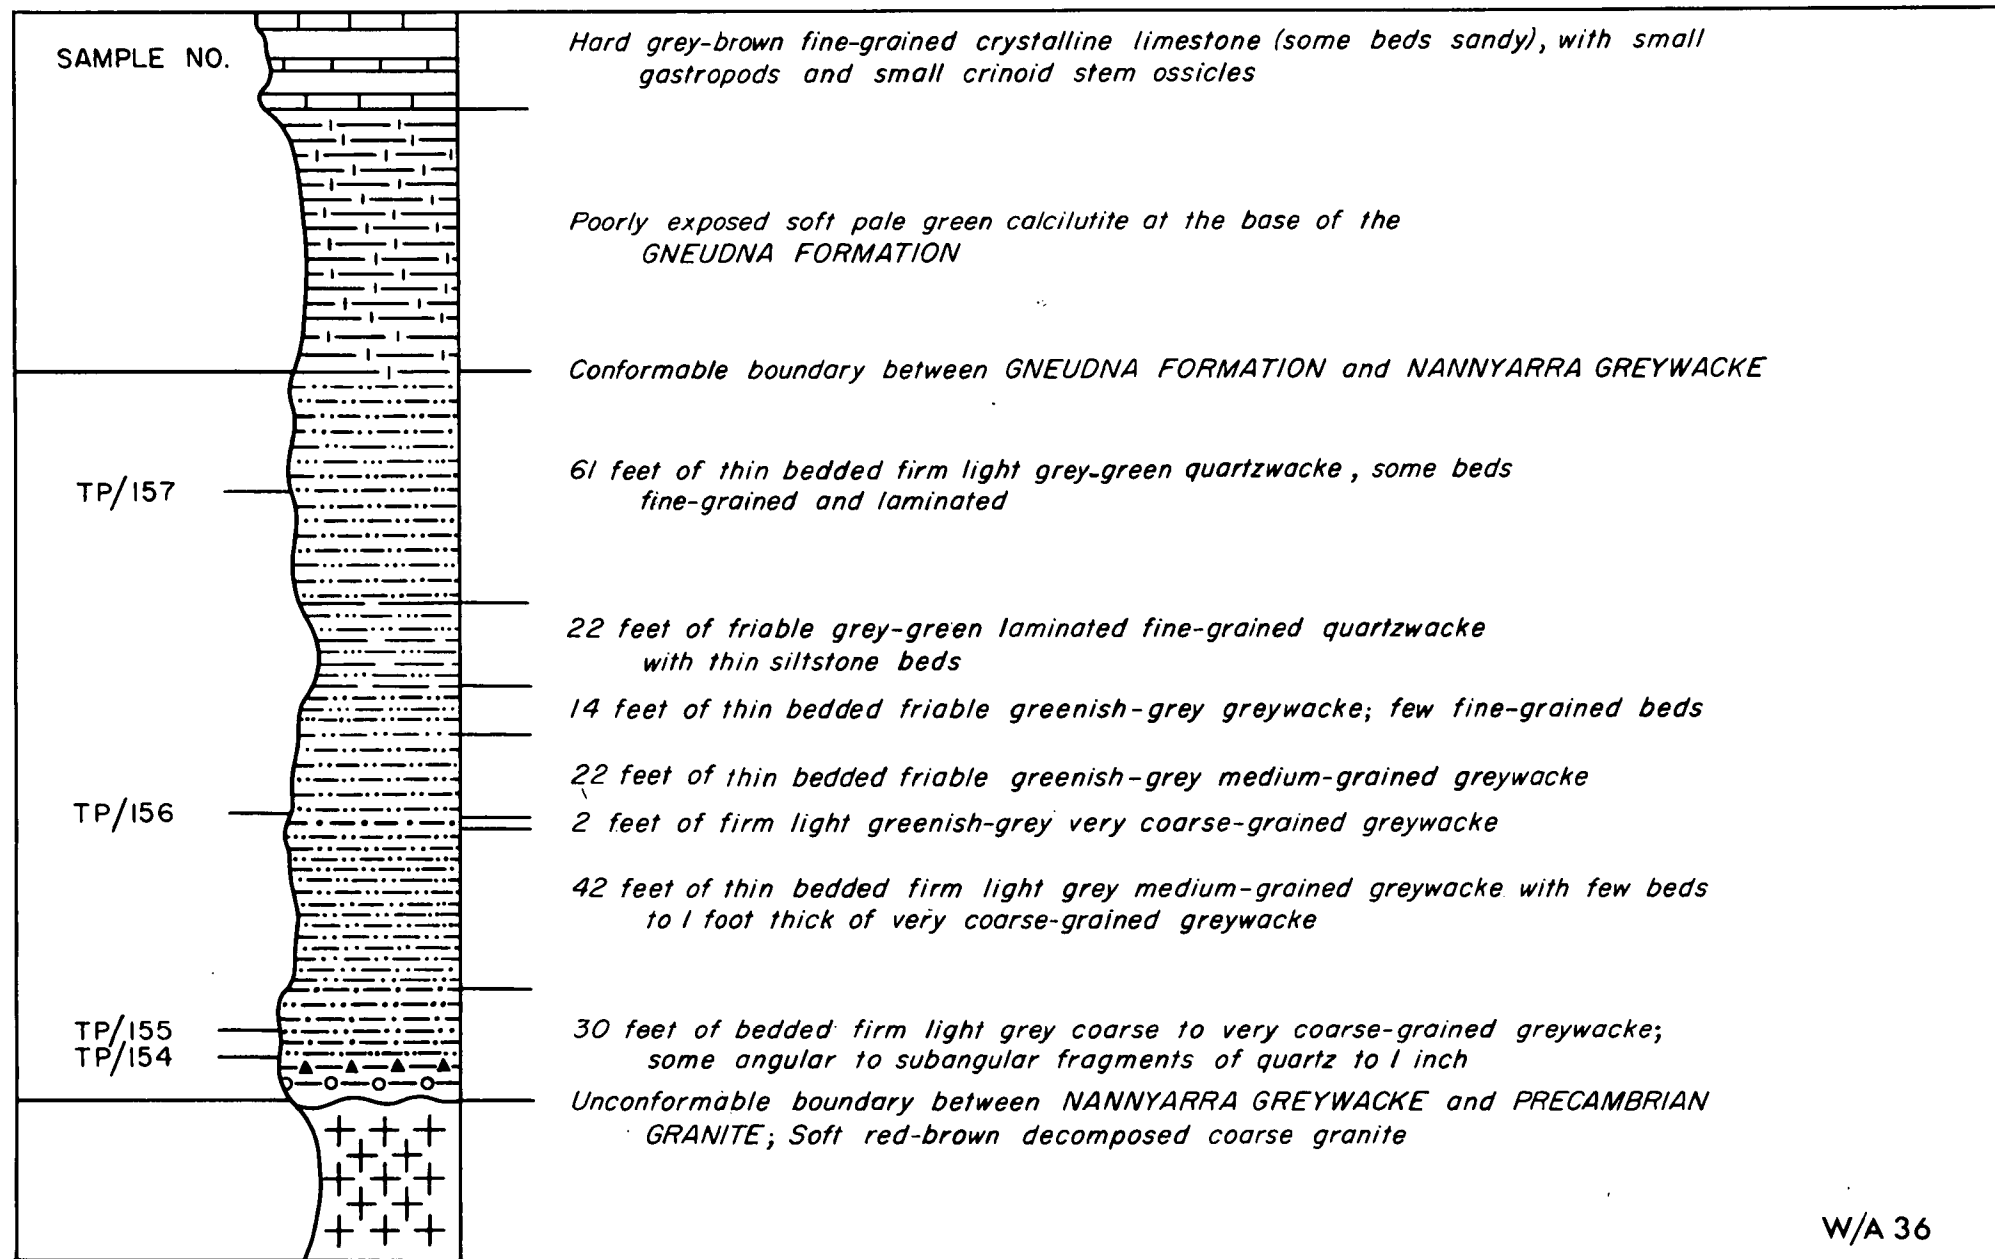 SAMPLE NO.
Hard grey-brown fine-grained crystalline limestone (some beds sandy), with small
gastropods and small crinoid stem ossicles
Poorly exposed soft pale green calcilutite at the base of the
GNEUDNA FORMATION
Conformable boundary between GNEUDNA FORMATION and NANNYARRA GREYWACKE
TP/157
61 feet of thin bedded firm light grey-green quartzwacke, some beds
fine-grained and laminated
22 feet of friable grey-green laminated fine-grained quartzwacke
with thin siltstone beds
14 feet of thin bedded friable greenish-grey greywacke; few fine-grained beds
22 feet of thin bedded friable greenish-grey medium-grained greywacke
TP/156
2 feet of firm light greenish-grey very coarse-grained greywacke
42 feet of thin bedded firm light grey medium-grained greywacke with few beds
to 1 foot thick of very coarse-grained greywacke
TP/155
TP/154
30 feet of bedded firm light grey coarse to very coarse-grained greywacke;
some angular to subangular fragments of quartz to 1 inch
Unconformable boundary between NANNYARRA GREYWACKE and PRECAMBRIAN
GRANITE; Soft red-brown decomposed coarse granite
W/A 36